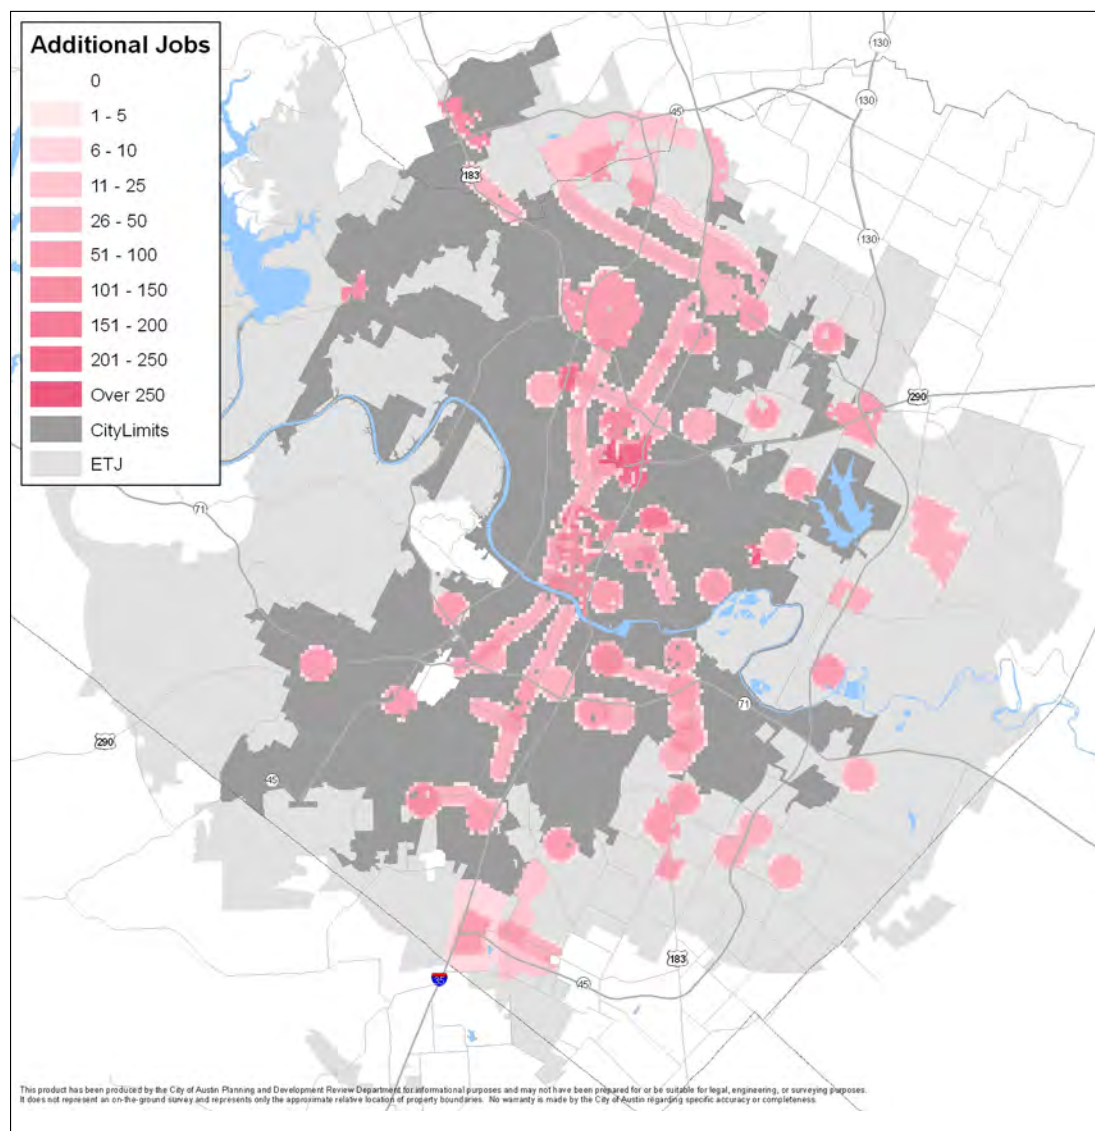 Additional Jobs
0
1 - 5
6 - 10
11 - 25
26 - 50
51 - 100
101 - 150
151 - 200
201 - 250
Over 250
CityLimits
ETJ
130
130
45
183
130
290
71
71
290
45
183
35
45
This product has been produced by the City of Austin Planning and Development Review Department for informational purposes and may not have been prepared for or be suitable for legal, engineering, or surveying purposes.
It does not represent an on-the-ground survey and represents only the approximate relative location of property boundaries. No warranty is made by the City of Austin regarding specific accuracy or completeness.